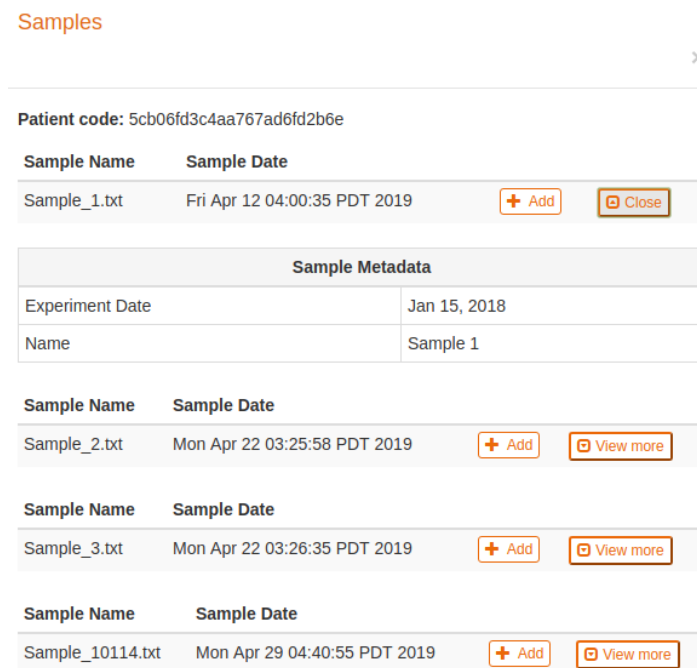 Samples
Patient code: 5cb06fd3c4aa767ad6fd2b6e
Sample Name Sample Date
Sample_1.txt Fri Apr 12 04:00:35 PDT 2019 Add Close
Sample Metadata
Experiment Date Jan 15, 2018
Name Sample 1
Sample Name Sample Date
Sample_2.txt Mon Apr 22 03:25:58 PDT 2019 Add View more
Sample Name Sample Date
Sample_3.txt Mon Apr 22 03:26:35 PDT 2019 Add View more
Sample Name Sample Date
Sample_10114.txt Mon Apr 29 04:40:55 PDT 2019 Add View more